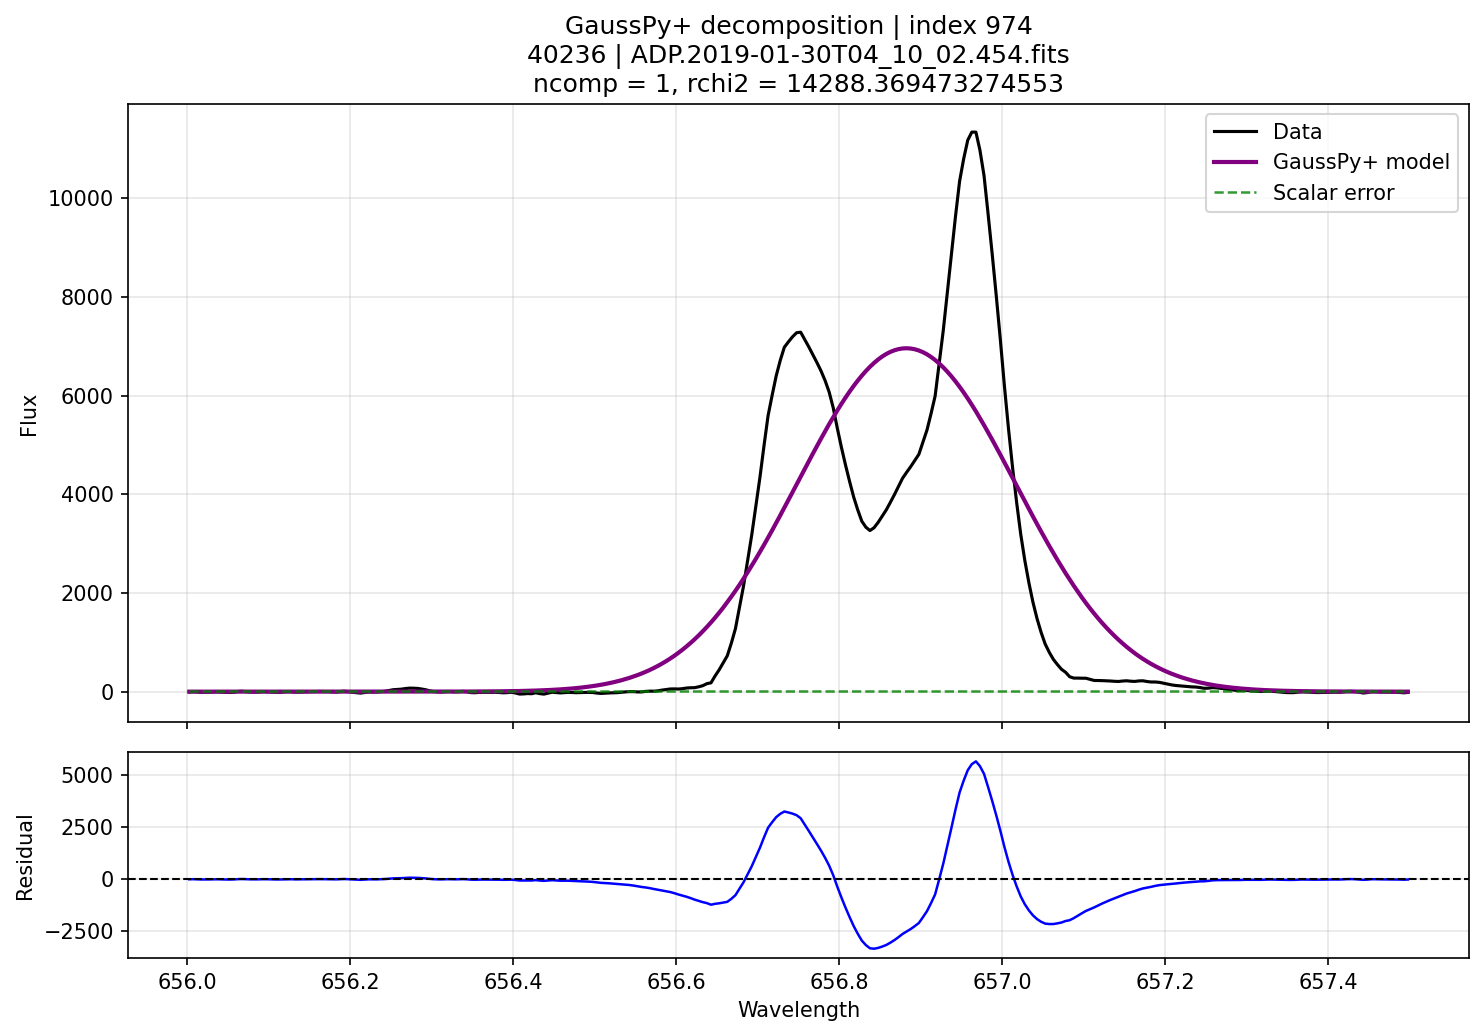 GaussPy+ decomposition | index 974
40236 | ADP.2019-01-30T04_10_02.454.fits
ncomp = 1, rchi2 = 14288.369473274553
Data
GaussPy+ model
Scalar error
Flux
10000
8000
6000
4000
2000
0
Residual
5000
2500
0
−2500
656.0 656.2 656.4 656.6 656.8 657.0 657.2 657.4
Wavelength